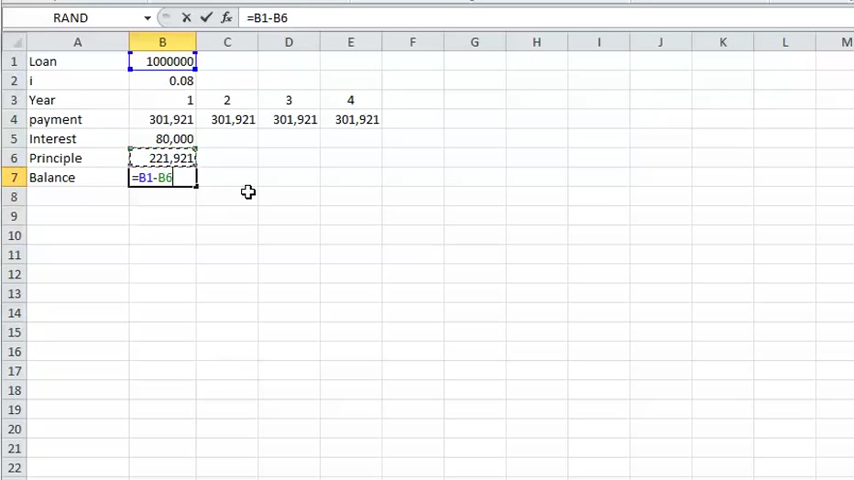 RAND =B1-B6
A B C D E F G H I J K L M
1 Loan 1000000
2 i 0.08
3 Year 1 2 3 4
4 payment 301,921 301,921 301,921 301,921
5 Interest 80,000
6 Principle 221,921
7 Balance =B1-B6
8
9
10
11
12
13
14
15
16
17
18
19
20
21
22